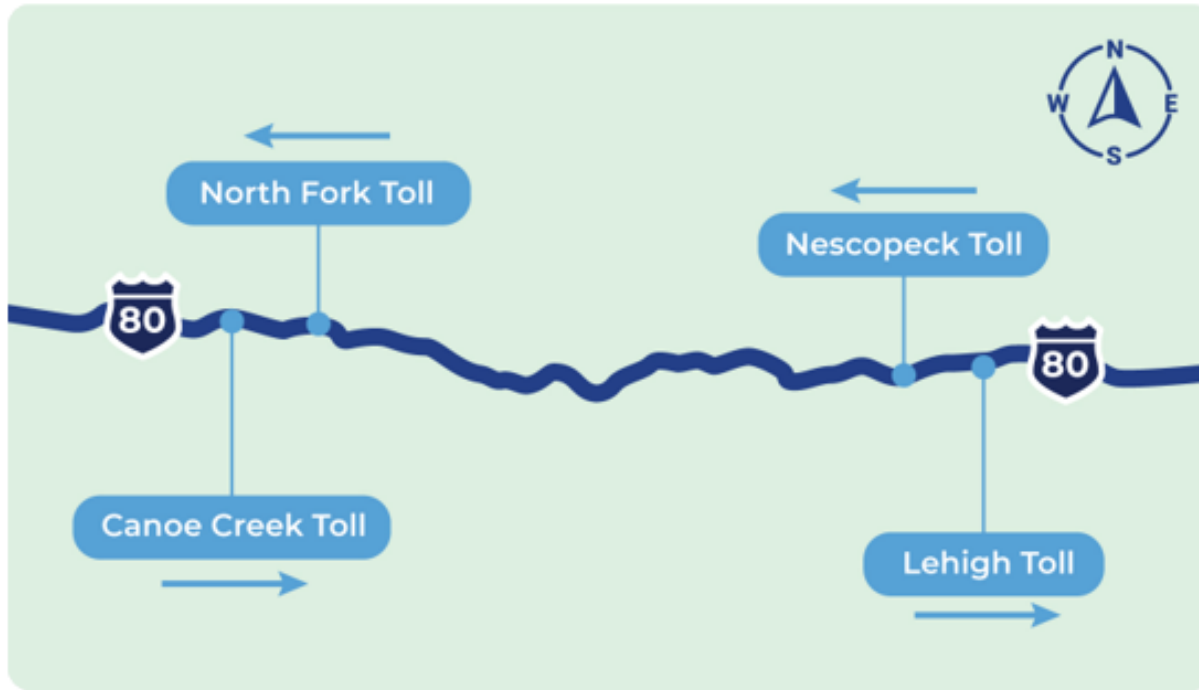 N
W E
S
North Fork Toll
Nescopeck Toll
80
80
Canoe Creek Toll
Lehigh Toll